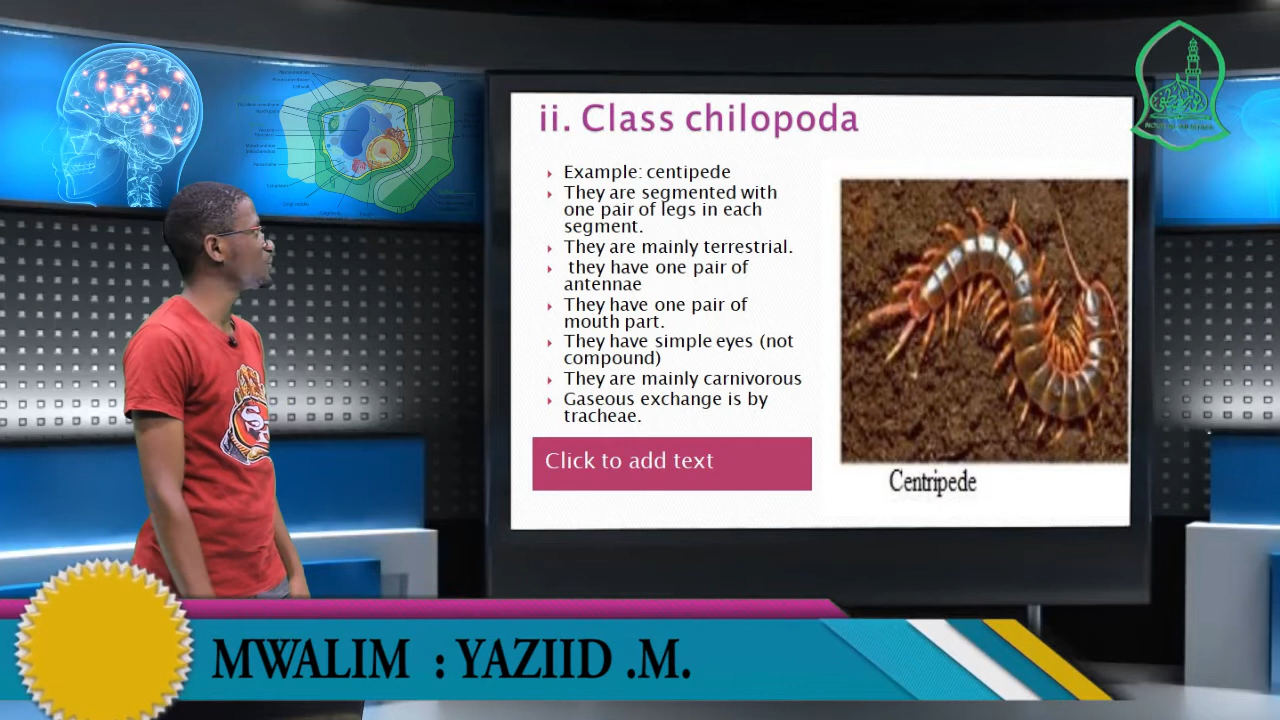 ii. Class chilopoda
Example: centipede
They are segmented with
one pair of legs in each
segment.
They are mainly terrestrial.
they have one pair of
antennae
They have one pair of
mouth part.
They have simple eyes (not
compound)
They are mainly carnivorous
Gaseous exchange is by
tracheae.
Click to add text
Centripede
MWALIM : YAZIID .M.